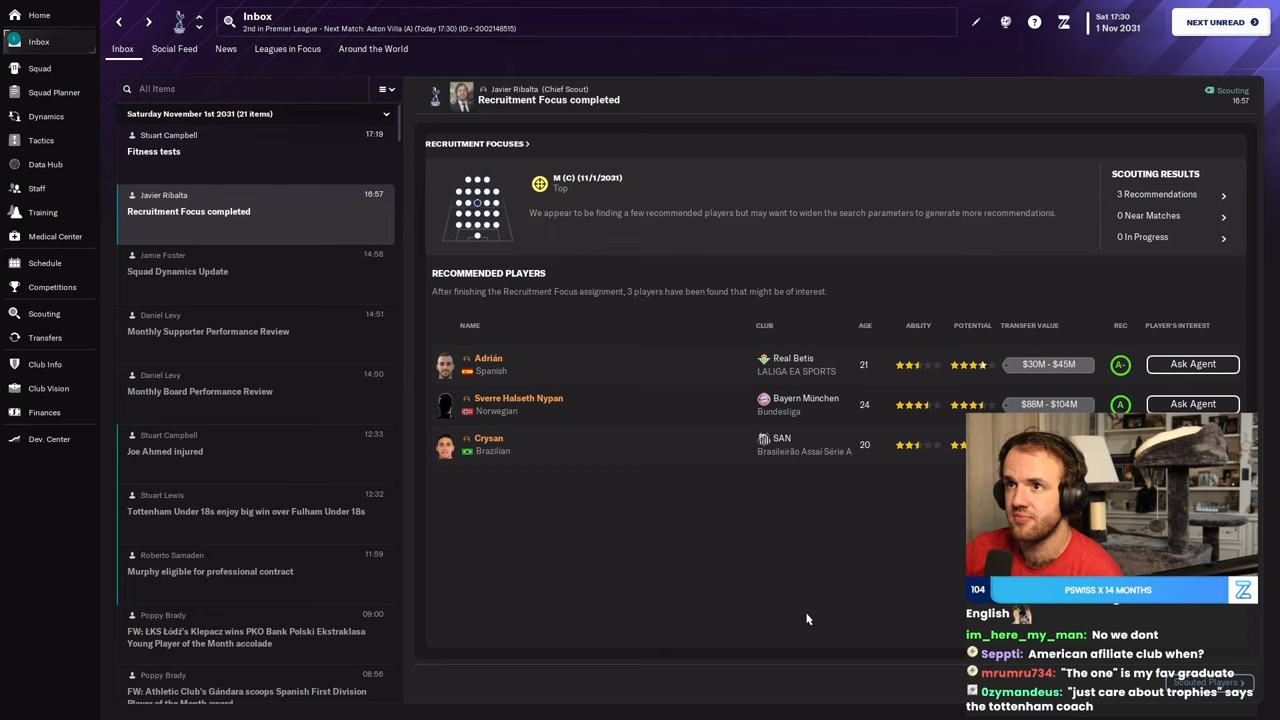 Home
Inbox
Squad
Squad Planner
Dynamics
Tactics
Data Hub
Staff
Training
Medical Center
Schedule
Competitions
Scouting
Transfers
Club Info
Club Vision
Finances
Dev. Center
Inbox
2nd in Premier League - Next Match: Aston Villa (A) (Today 17:30) (ID:r-2002148515)
Sat 17:30
1 Nov 2031
NEXT UNREAD
Inbox
Social Feed
News
Leagues in Focus
Around the World
All Items
Saturday November 1st 2031 (21 items)
Stuart Campbell 17:19
Fitness tests
Javier Ribalta 16:57
Recruitment Focus completed
Jamie Foster 14:58
Squad Dynamics Update
Daniel Levy 14:51
Monthly Supporter Performance Review
Daniel Levy 14:50
Monthly Board Performance Review
Stuart Campbell 12:33
Joe Ahmed injured
Stuart Lewis 12:32
Tottenham Under 18s enjoy big win over Fulham Under 18s
Roberto Samaden 11:59
Murphy eligible for professional contract
Poppy Brady 09:00
FW: ŁKS Łódź's Klepacz wins PKO Bank Polski Ekstraklasa
Young Player of the Month accolade
Poppy Brady 08:56
FW: Athletic Club's Gándara scoops Spanish First Division
Player of the Month award
Javier Ribalta (Chief Scout)
Recruitment Focus completed
Scouting
16:57
RECRUITMENT FOCUSES >
M (C) (11/1/2031)
Top
We appear to be finding a few recommended players but may want to widen the search parameters to generate more recommendations.
SCOUTING RESULTS
3 Recommendations
0 Near Matches
0 In Progress
RECOMMENDED PLAYERS
After finishing the Recruitment Focus assignment, 3 players have been found that might be of interest.
NAME CLUB AGE ABILITY POTENTIAL TRANSFER VALUE REC PLAYER'S INTEREST
Adrián Real Betis 21 $30M - $45M A- Ask Agent
Spanish LALIGA EA SPORTS
Sverre Halseth Nypan Bayern München 24 $88M - $104M A Ask Agent
Norwegian Bundesliga
Crysan SAN 20
Brazilian Brasileirão Assaí Série A
104 PSWISS X 14 MONTHS
English
im_here_my_man: No we dont
Seppti: American afiliate club when?
mrumru734: "The one" is my fav graduate
Scouted Players >
0zymandeus: "just care about trophies" says
the tottenham coach